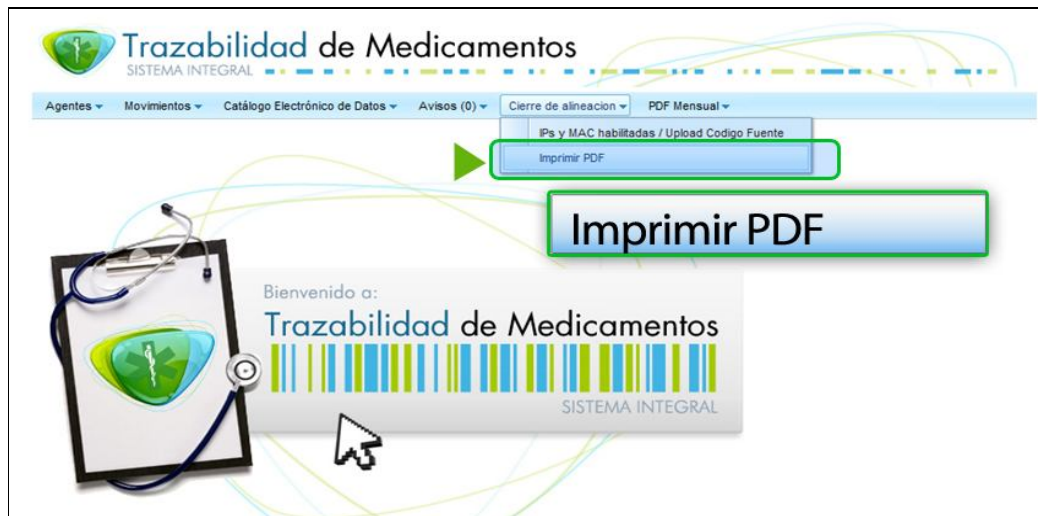 Trazabilidad de Medicamentos
SISTEMA INTEGRAL
Agentes Movimientos Catálogo Electrónico de Datos Avisos (0) Cierre de alineacion PDF Mensual
IPs y MAC habilitadas / Upload Codigo Fuente
Imprimir PDF
Imprimir PDF
Bienvenido a:
Trazabilidad de Medicamentos
SISTEMA INTEGRAL